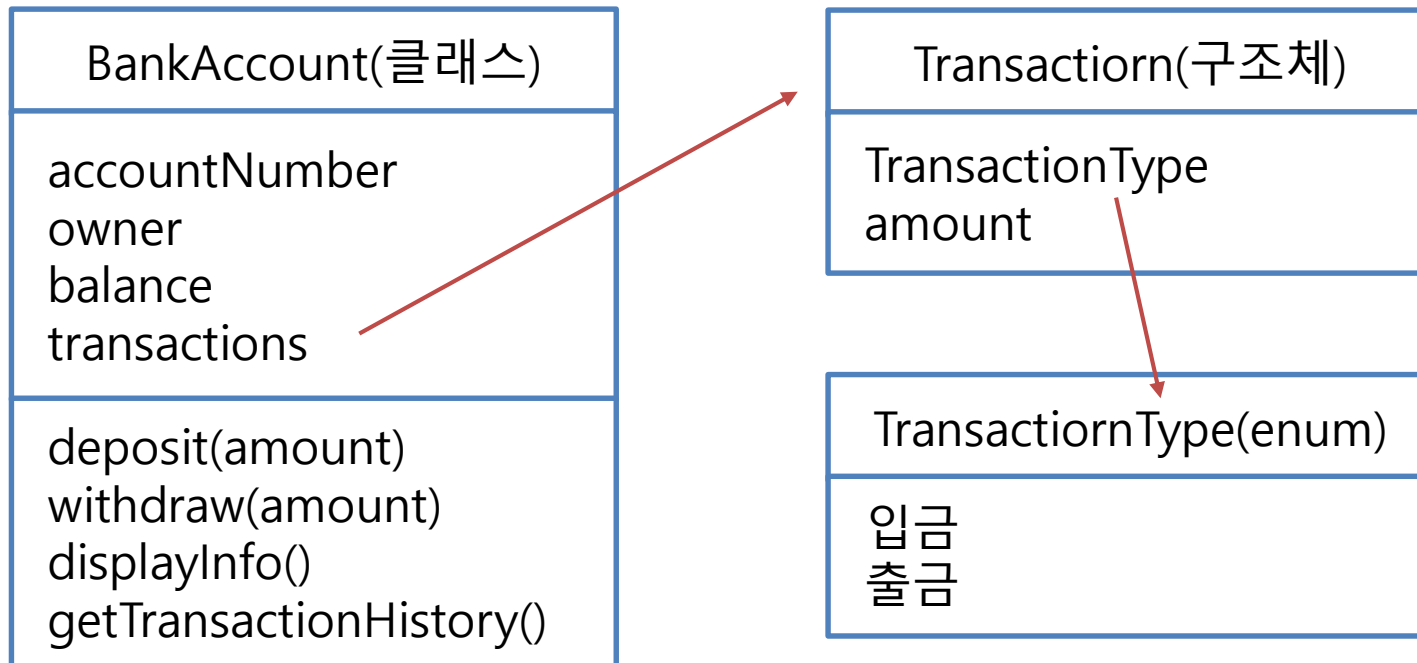 BankAccount(클래스)
accountNumber
owner
balance
transactions
deposit(amount)
withdraw(amount)
displayInfo()
getTransactionHistory()
Transactiorn(구조체)
TransactionType
amount
TransactiornType(enum)
입금
출금